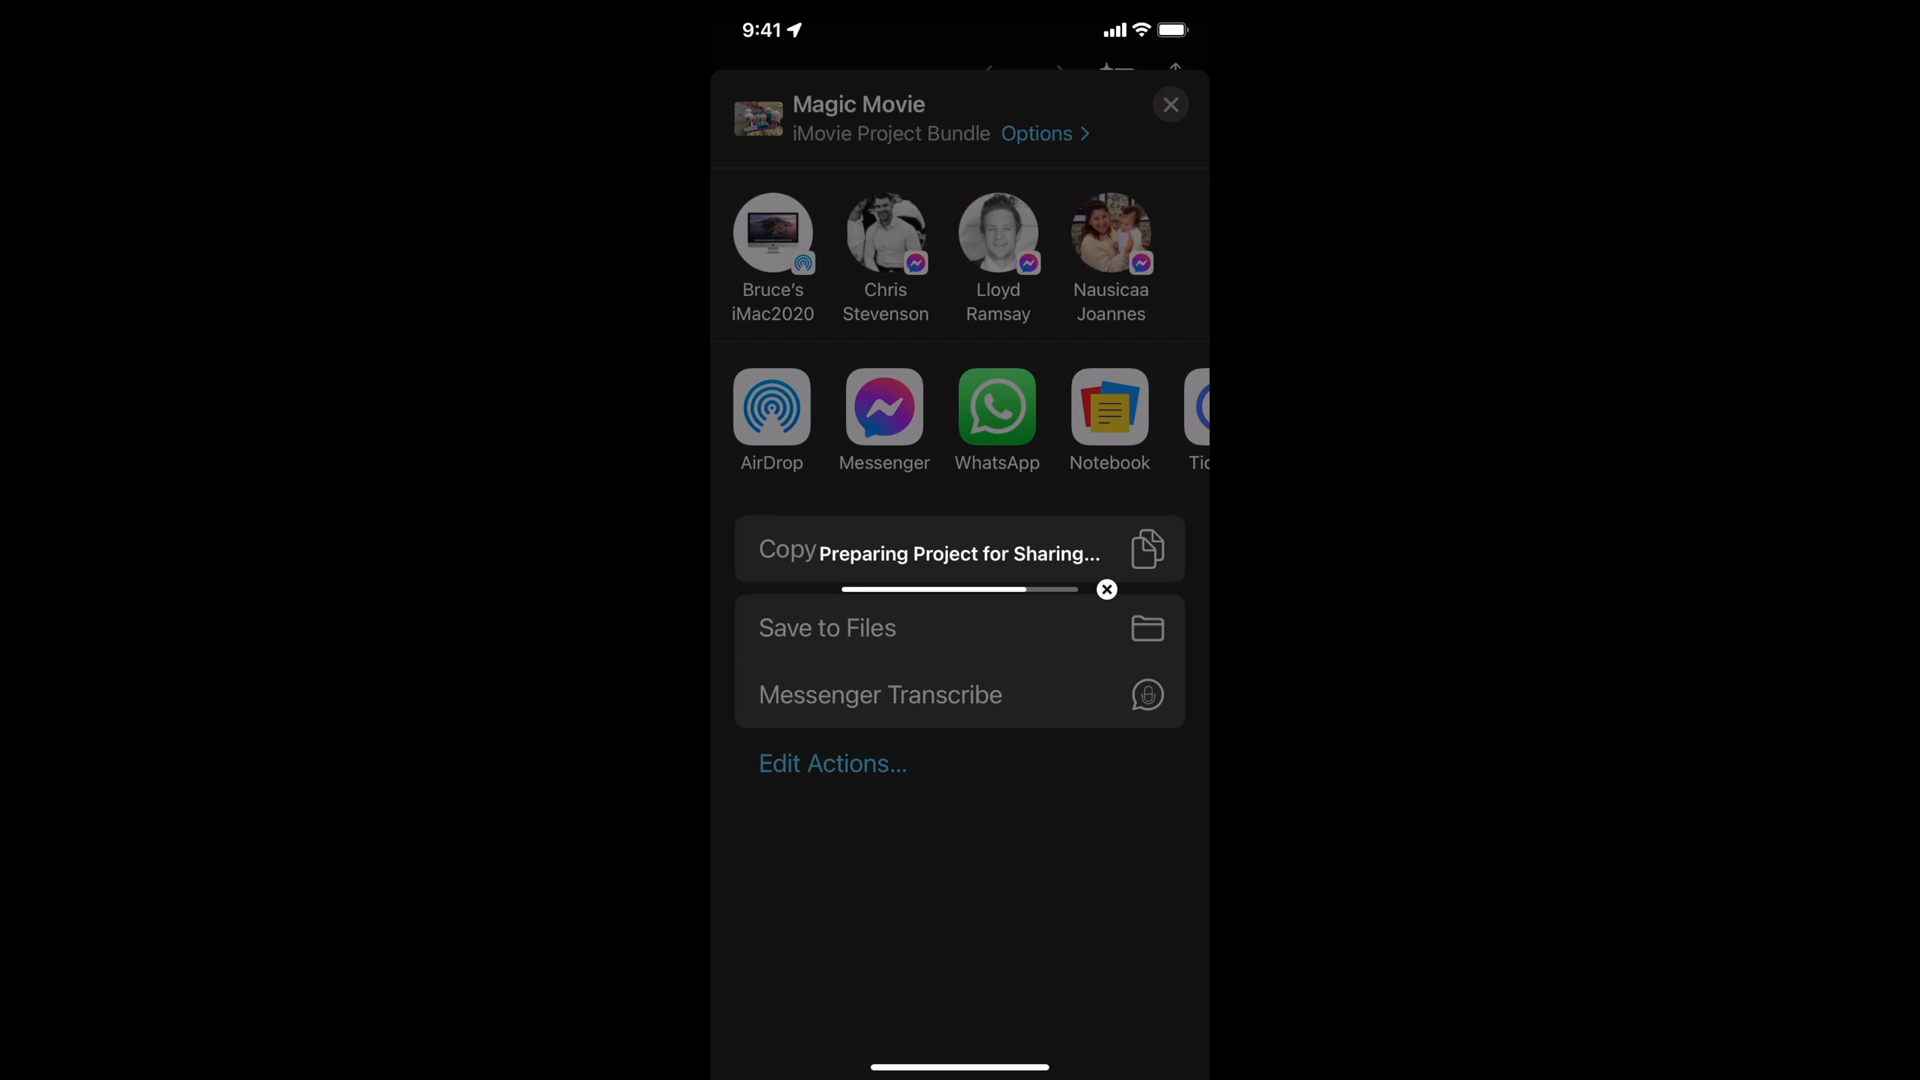 9:41
Magic Movie
iMovie Project Bundle Options >
Bruce's iMac2020
Chris Stevenson
Lloyd Ramsay
Nausicaa Joannes
AirDrop
Messenger
WhatsApp
Notebook
Copy
Preparing Project for Sharing...
Save to Files
Messenger Transcribe
Edit Actions...